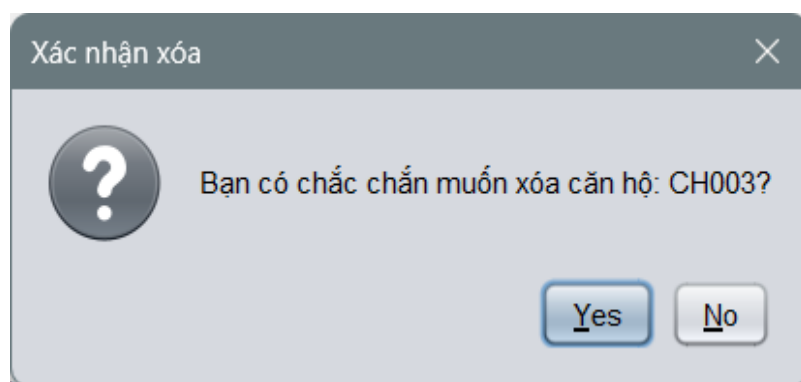 Xác nhận xóa
Bạn có chắc chắn muốn xóa căn hộ: CH003?
Yes No